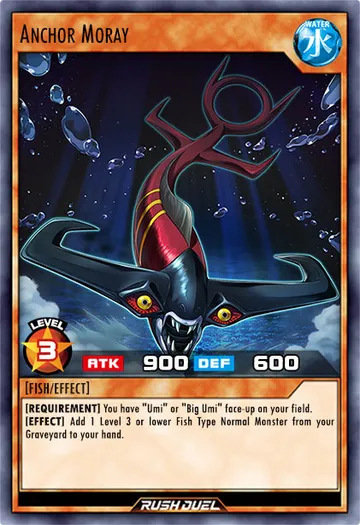 ANCHOR MORAY
WATER
水
LEVEL
3
ATK 900 DEF 600
[FISH/EFFECT]
[REQUIREMENT] You have "Umi" or "Big Umi" face-up on your field.
[EFFECT] Add 1 Level 3 or lower Fish Type Normal Monster from your
Graveyard to your hand.
RUSH DUEL